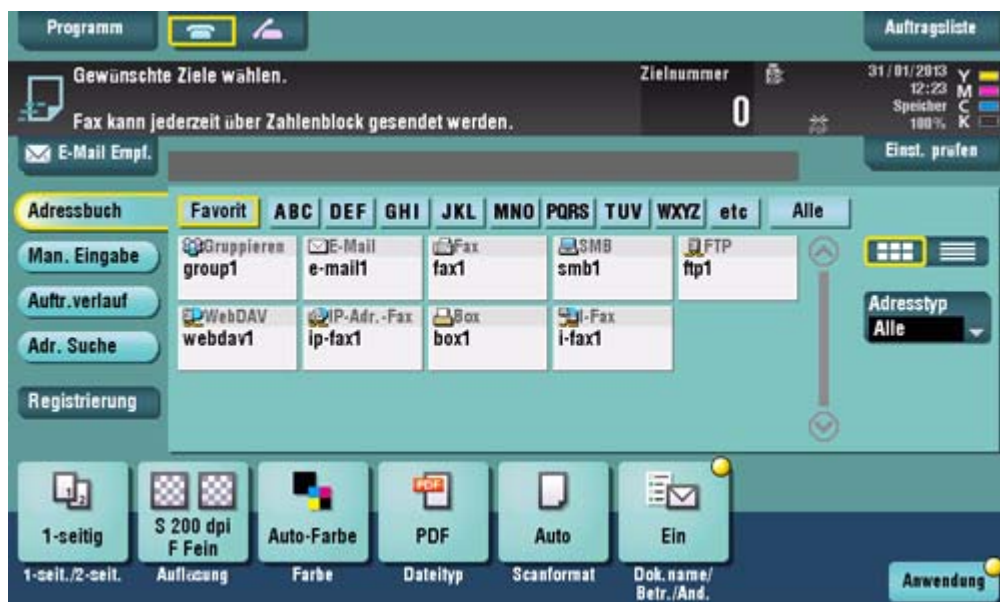 Programm
Auftragsliste
Gewünschte Ziele wählen.
Zielnummer
31/01/2013
12:23
Speicher
100%
Y
M
C
K
0
Fax kann jederzeit über Zahlenblock gesendet werden.
E-Mail Empf.
Einst. prüfen
Adressbuch
Favorit ABC DEF GHI JKL MNO PQRS TUV WXYZ etc Alle
Man. Eingabe
Gruppieren E-Mail Fax SMB FTP
group1 e-mail1 fax1 smb1 ftp1
Auftr.verlauf
Adresstyp
Alle
WebDAV IP-Adr.-Fax Box I-Fax
webdav1 ip-fax1 box1 i-fax1
Adr. Suche
Registrierung
PDF
1-seitig
S 200 dpi
F Fein
Auto-Farbe
PDF
Auto
Ein
1-seit./2-seit.
Auflösung
Farbe
Dateityp
Scanformat
Dok.name/
Betr./And.
Anwendung